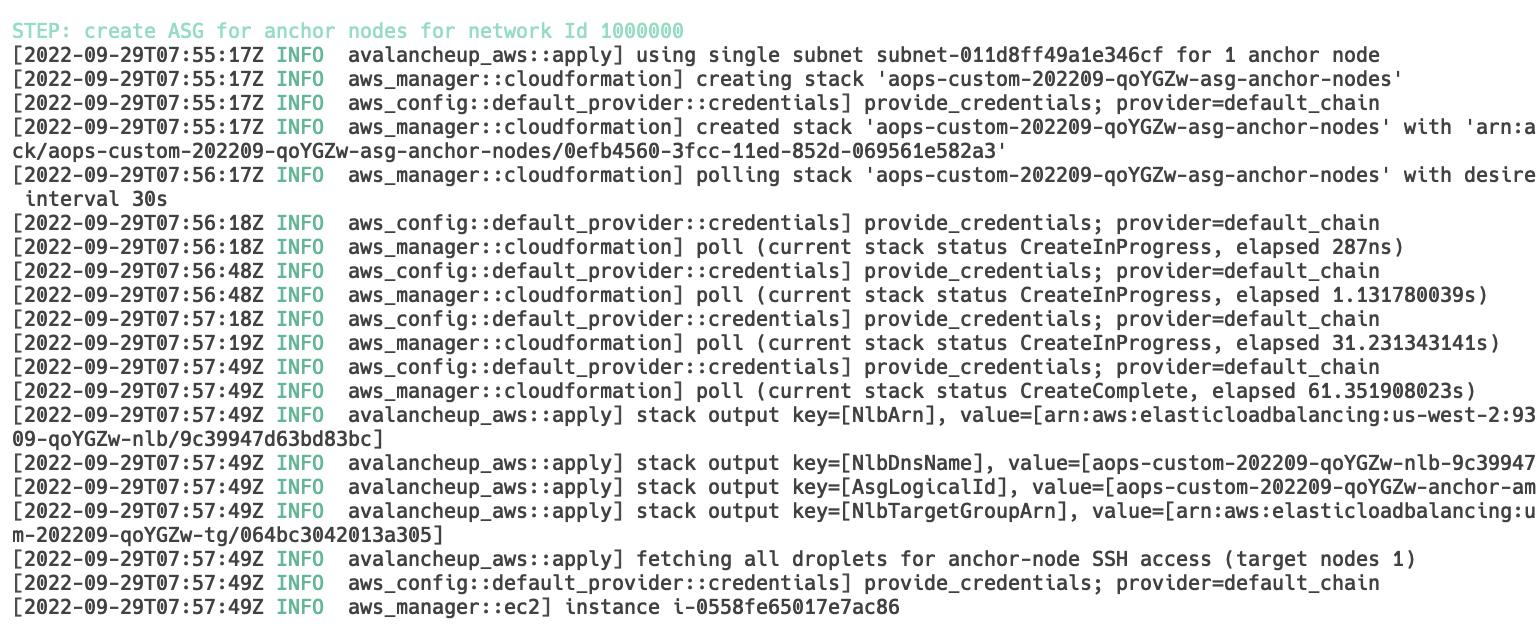 STEP: create ASG for anchor nodes for network Id 1000000
[2022-09-29T07:55:17Z INFO  avalancheup_aws::apply] using single subnet subnet-011d8ff49a1e346cf for 1 anchor node
[2022-09-29T07:55:17Z INFO  aws_manager::cloudformation] creating stack 'aops-custom-202209-qoYGZw-asg-anchor-nodes'
[2022-09-29T07:55:17Z INFO  aws_config::default_provider::credentials] provide_credentials; provider=default_chain
[2022-09-29T07:55:17Z INFO  aws_manager::cloudformation] created stack 'aops-custom-202209-qoYGZw-asg-anchor-nodes' with 'arn:a
ck/aops-custom-202209-qoYGZw-asg-anchor-nodes/0efb4560-3fcc-11ed-852d-069561e582a3'
[2022-09-29T07:56:17Z INFO  aws_manager::cloudformation] polling stack 'aops-custom-202209-qoYGZw-asg-anchor-nodes' with desire
 interval 30s
[2022-09-29T07:56:18Z INFO  aws_config::default_provider::credentials] provide_credentials; provider=default_chain
[2022-09-29T07:56:18Z INFO  aws_manager::cloudformation] poll (current stack status CreateInProgress, elapsed 287ns)
[2022-09-29T07:56:48Z INFO  aws_config::default_provider::credentials] provide_credentials; provider=default_chain
[2022-09-29T07:56:48Z INFO  aws_manager::cloudformation] poll (current stack status CreateInProgress, elapsed 1.131780039s)
[2022-09-29T07:57:18Z INFO  aws_config::default_provider::credentials] provide_credentials; provider=default_chain
[2022-09-29T07:57:19Z INFO  aws_manager::cloudformation] poll (current stack status CreateInProgress, elapsed 31.231343141s)
[2022-09-29T07:57:49Z INFO  aws_config::default_provider::credentials] provide_credentials; provider=default_chain
[2022-09-29T07:57:49Z INFO  aws_manager::cloudformation] poll (current stack status CreateComplete, elapsed 61.351908023s)
[2022-09-29T07:57:49Z INFO  avalancheup_aws::apply] stack output key=[NlbArn], value=[arn:aws:elasticloadbalancing:us-west-2:93
09-qoYGZw-nlb/9c39947d63bd83bc]
[2022-09-29T07:57:49Z INFO  avalancheup_aws::apply] stack output key=[NlbDnsName], value=[aops-custom-202209-qoYGZw-nlb-9c39947
[2022-09-29T07:57:49Z INFO  avalancheup_aws::apply] stack output key=[AsgLogicalId], value=[aops-custom-202209-qoYGZw-anchor-am
[2022-09-29T07:57:49Z INFO  avalancheup_aws::apply] stack output key=[NlbTargetGroupArn], value=[arn:aws:elasticloadbalancing:u
m-202209-qoYGZw-tg/064bc3042013a305]
[2022-09-29T07:57:49Z INFO  avalancheup_aws::apply] fetching all droplets for anchor-node SSH access (target nodes 1)
[2022-09-29T07:57:49Z INFO  aws_config::default_provider::credentials] provide_credentials; provider=default_chain
[2022-09-29T07:57:49Z INFO  aws_manager::ec2] instance i-0558fe65017e7ac86